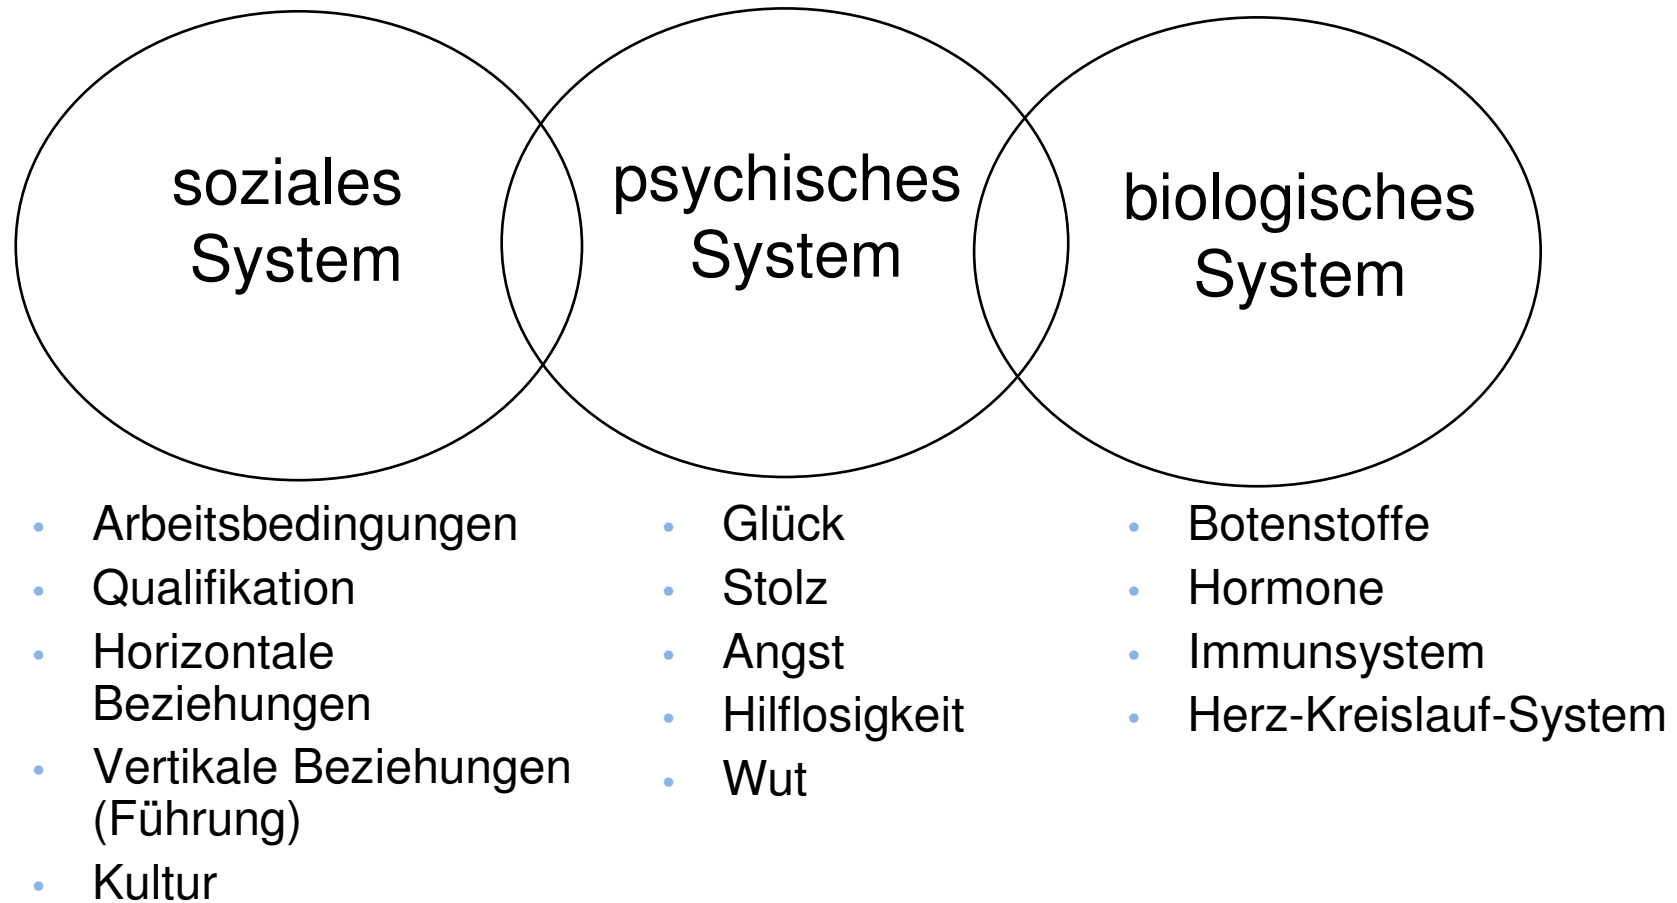 soziales
System
psychisches
System
biologisches
System
• Arbeitsbedingungen
• Qualifikation
• Horizontale
Beziehungen
• Vertikale Beziehungen
(Führung)
• Kultur
• Glück
• Stolz
• Angst
• Hilflosigkeit
• Wut
• Botenstoffe
• Hormone
• Immunsystem
• Herz-Kreislauf-System